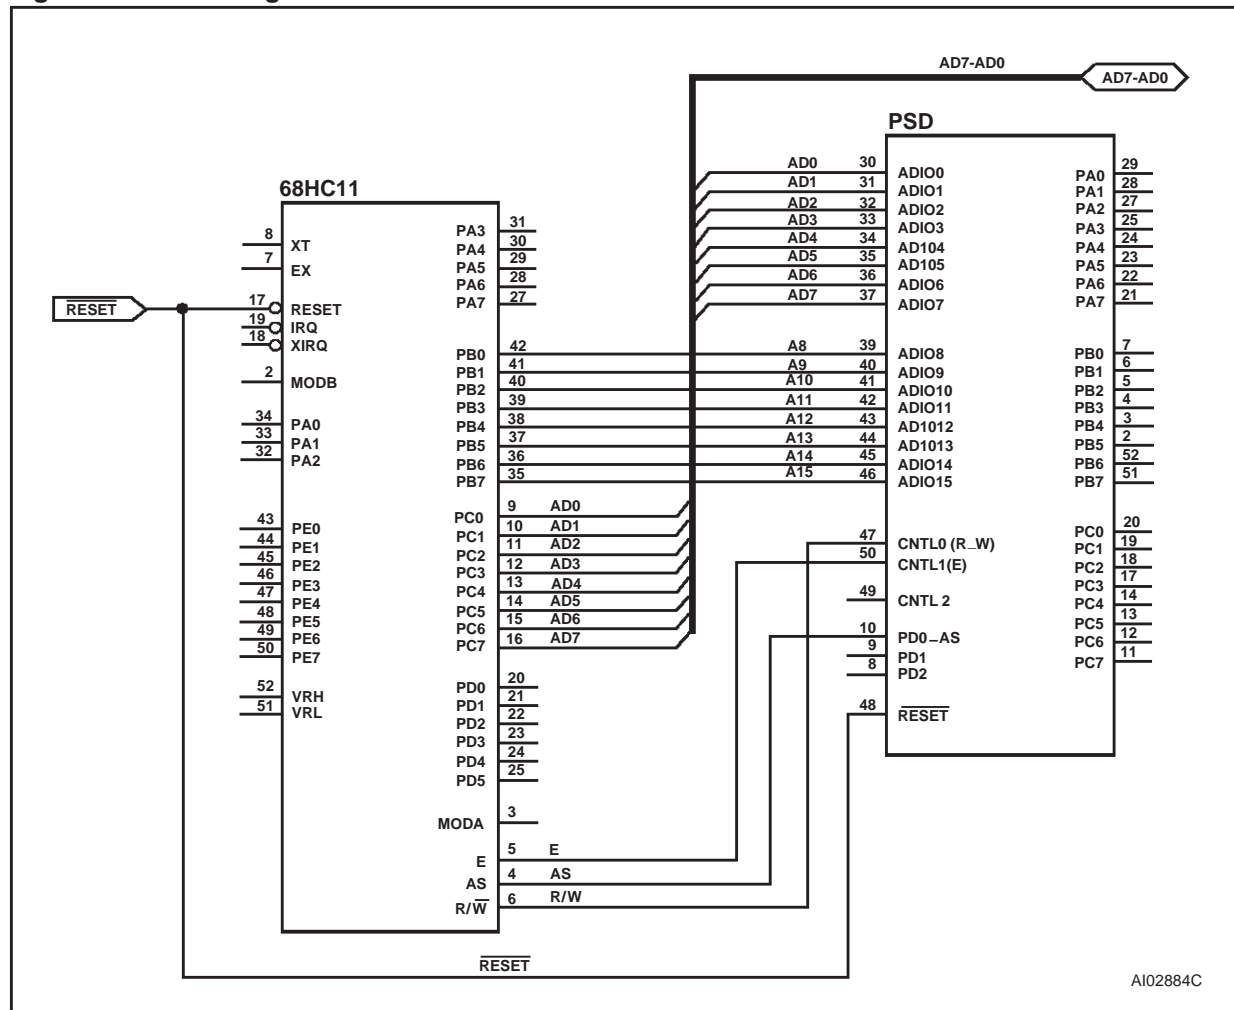 AD7-AD0
AD7-AD0
PSD
68HC11
8 XT
7 EX
RESET
17 RESET
19 IRQ
18 XIRQ
2 MODB
34 PA0
33 PA1
32 PA2
43 PE0
44 PE1
45 PE2
46 PE3
47 PE4
48 PE5
49 PE6
50 PE7
52 VRH
51 VRL
PA3 31
PA4 30
PA5 29
PA6 28
PA7 27
PB0 42
PB1 41
PB2 40
PB3 39
PB4 38
PB5 37
PB6 36
PB7 35
PC0 9 AD0
PC1 10 AD1
PC2 11 AD2
PC3 12 AD3
PC4 13 AD4
PC5 14 AD5
PC6 15 AD6
PC7 16 AD7
PD0 20
PD1 21
PD2 22
PD3 23
PD4 24
PD5 25
MODA 3
E 5 E
AS 4 AS
R/W 6 R/W
RESET
AD0 30 ADIO0
AD1 31 ADIO1
AD2 32 ADIO2
AD3 33 ADIO3
AD4 34 AD104
AD5 35 AD105
AD6 36 ADIO6
AD7 37 ADIO7
A8 39 ADIO8
A9 40 ADIO9
A10 41 ADIO10
A11 42 ADIO11
A12 43 AD1012
A13 44 AD1013
A14 45 ADIO14
A15 46 ADIO15
47 CNTL0 (R_W)
50 CNTL1(E)
49 CNTL 2
10 PD0–AS
9 PD1
8 PD2
48 RESET
PA0 29
PA1 28
PA2 27
PA3 25
PA4 24
PA5 23
PA6 22
PA7 21
PB0 7
PB1 6
PB2 5
PB3 4
PB4 3
PB5 2
PB6 52
PB7 51
PC0 20
PC1 19
PC2 18
PC3 17
PC4 14
PC5 13
PC6 12
PC7 11
AI02884C